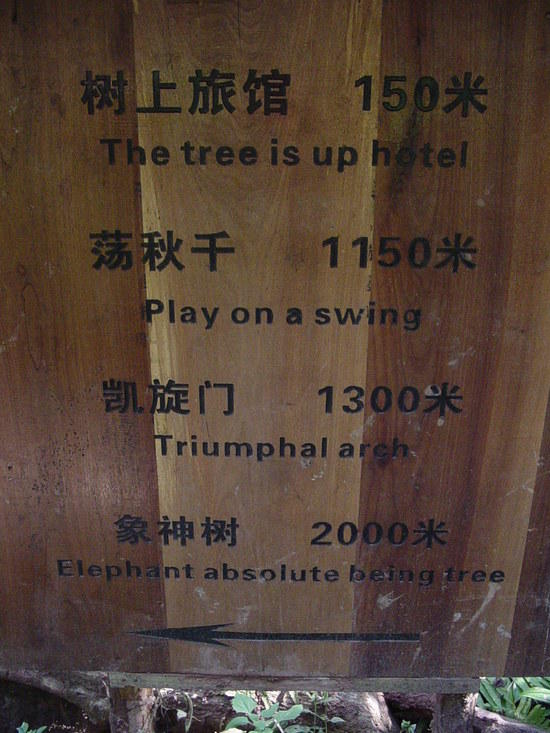 树上旅馆 150米
The tree is up hotel
荡秋千 1150米
Play on a swing
凯旋门 1300米
Triumphal arch
象神树 2000米
Elephant absolute being tree